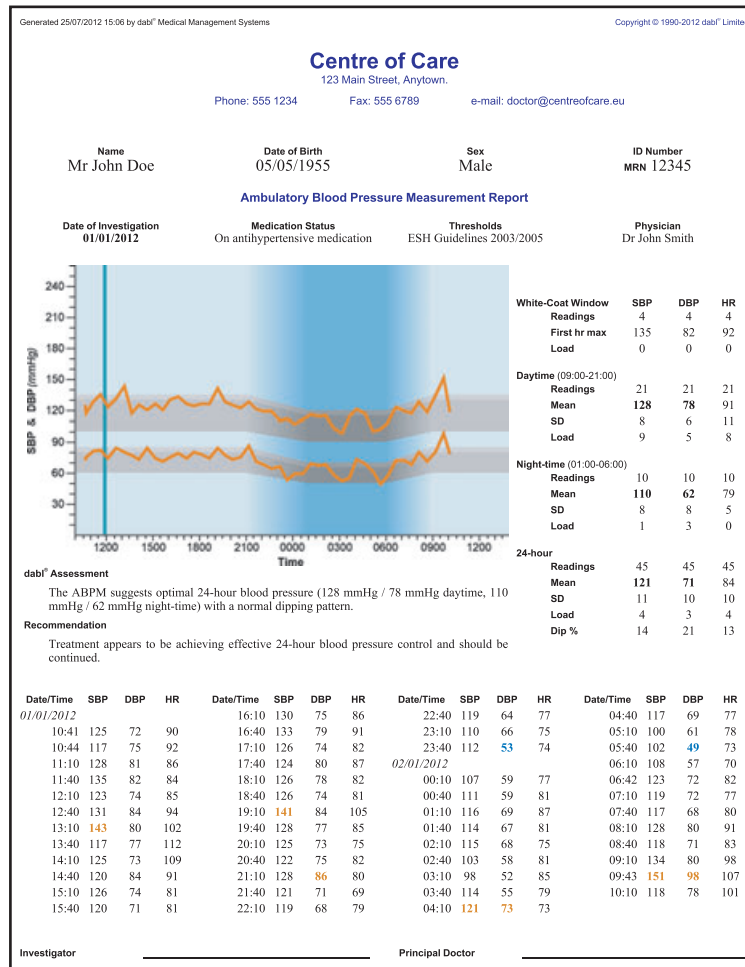 Generated 25/07/2012 15:06 by dabl® Medical Management Systems
Copyright © 1990-2012 dabl® Limite
Centre of Care
123 Main Street, Anytown.
Phone: 555 1234 Fax: 555 6789 e-mail: doctor@centreofcare.eu
Name Date of Birth Sex ID Number
Mr John Doe 05/05/1955 Male MRN 12345
Ambulatory Blood Pressure Measurement Report
Date of Investigation Medication Status Thresholds Physician
01/01/2012 On antihypertensive medication ESH Guidelines 2003/2005 Dr John Smith
SBP & DBP (mmHg)
240
210
180
150
120
90
60
30
1200 1500 1800 2100 0000 0300 0600 0900 1200
Time
White-Coat Window SBP DBP HR
Readings 4 4 4
First hr max 135 82 92
Load 0 0 0
Daytime (09:00-21:00)
Readings 21 21 21
Mean 128 78 91
SD 8 6 11
Load 9 5 8
Night-time (01:00-06:00)
Readings 10 10 10
Mean 110 62 79
SD 8 8 5
Load 1 3 0
24-hour
Readings 45 45 45
Mean 121 71 84
SD 11 10 10
Load 4 3 4
Dip % 14 21 13
dabl® Assessment
The ABPM suggests optimal 24-hour blood pressure (128 mmHg / 78 mmHg daytime, 110
mmHg / 62 mmHg night-time) with a normal dipping pattern.
Recommendation
Treatment appears to be achieving effective 24-hour blood pressure control and should be
continued.
Date/Time SBP DBP HR Date/Time SBP DBP HR Date/Time SBP DBP HR Date/Time SBP DBP HR
01/01/2012 16:10 130 75 86 22:40 119 64 77 04:40 117 69 77
10:41 125 72 90 16:40 133 79 91 23:10 110 66 75 05:10 100 61 78
10:44 117 75 92 17:10 126 74 82 23:40 112 53 74 05:40 102 49 73
11:10 128 81 86 17:40 124 80 87 02/01/2012 06:10 108 57 70
11:40 135 82 84 18:10 126 78 82 00:10 107 59 77 06:42 123 72 82
12:10 123 74 85 18:40 126 74 81 00:40 111 59 81 07:10 119 72 77
12:40 131 84 94 19:10 141 84 105 01:10 116 69 87 07:40 117 68 80
13:10 143 80 102 19:40 128 77 85 01:40 114 67 81 08:10 128 80 91
13:40 117 77 112 20:10 125 73 75 02:10 115 68 75 08:40 118 71 83
14:10 125 73 109 20:40 122 75 82 02:40 103 58 81 09:10 134 80 98
14:40 120 84 91 21:10 128 86 80 03:10 98 52 85 09:43 151 98 107
15:10 126 74 81 21:40 121 71 69 03:40 114 55 79 10:10 118 78 101
15:40 120 71 81 22:10 119 68 79 04:10 121 73 73
Investigator Principal Doctor